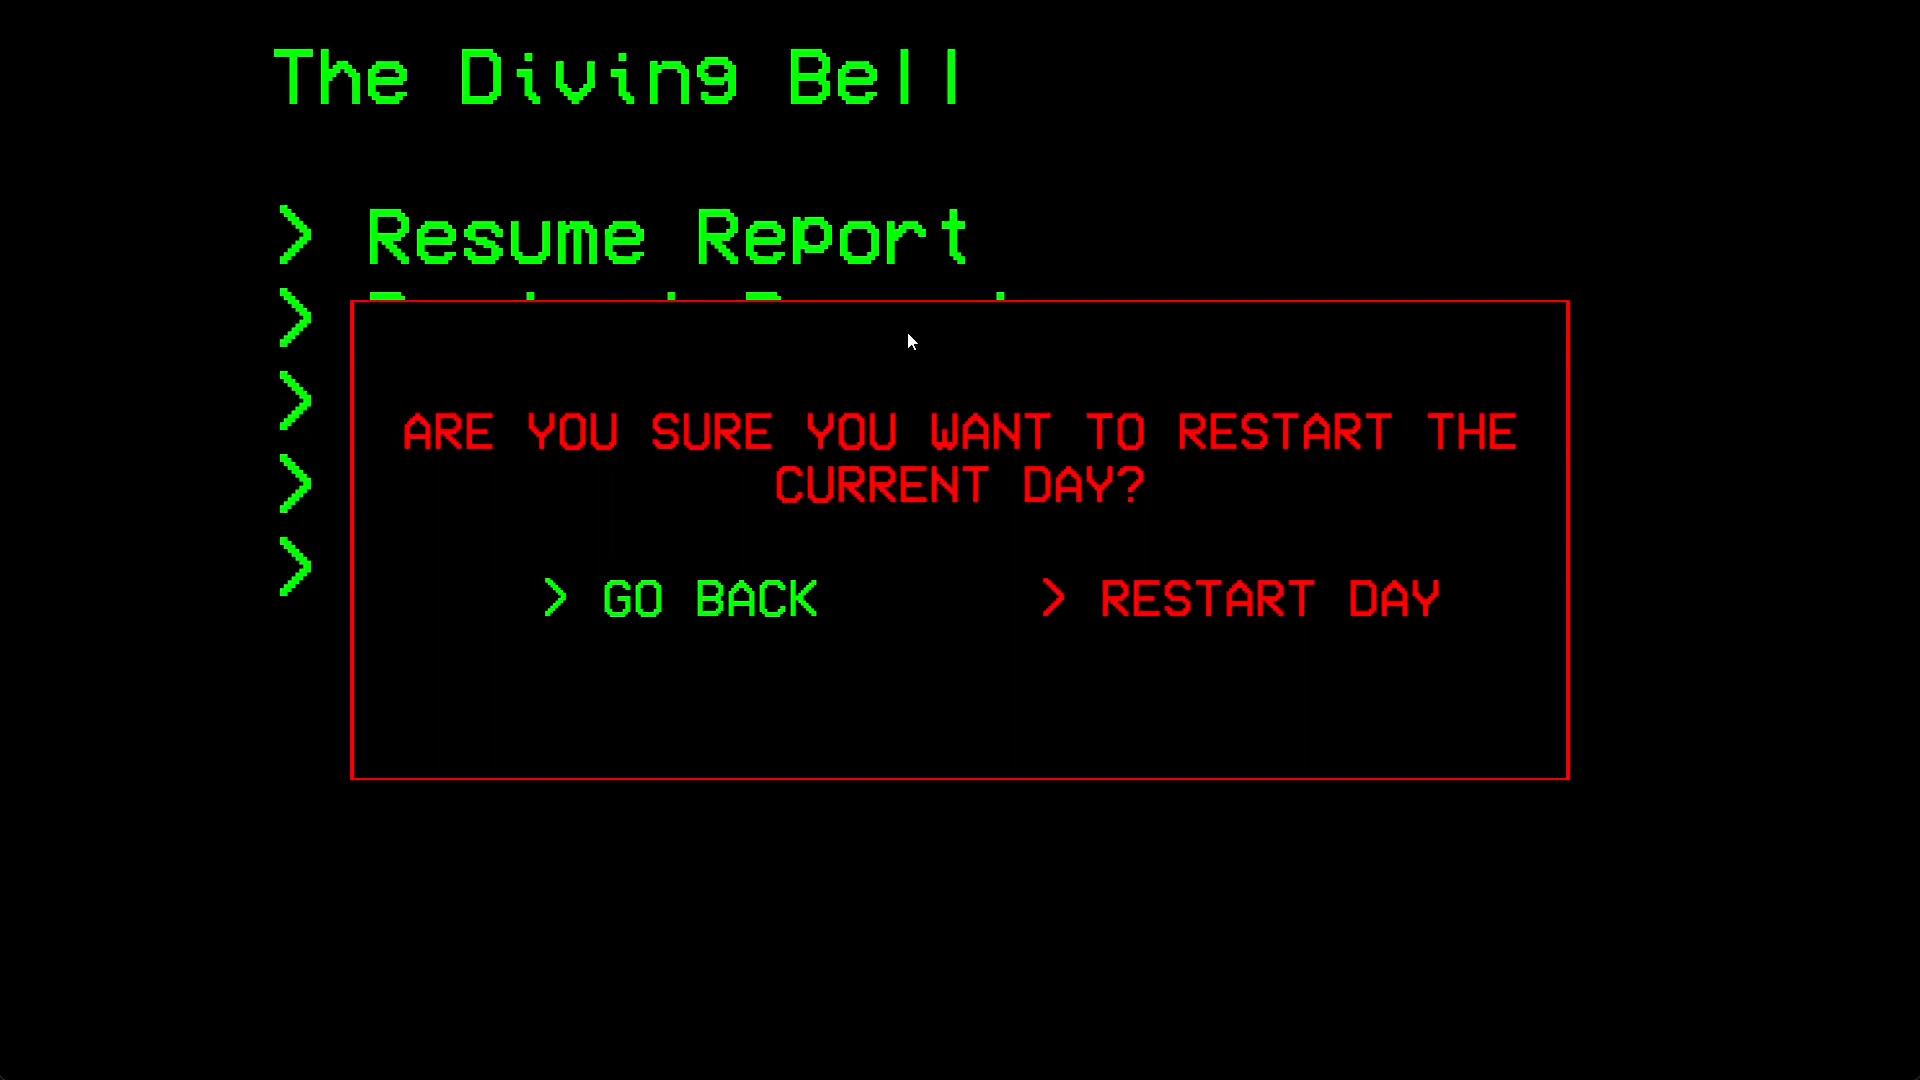 The Diving Bell
> Resume Report
>
>
>
>
ARE YOU SURE YOU WANT TO RESTART THE
CURRENT DAY?
> GO BACK > RESTART DAY